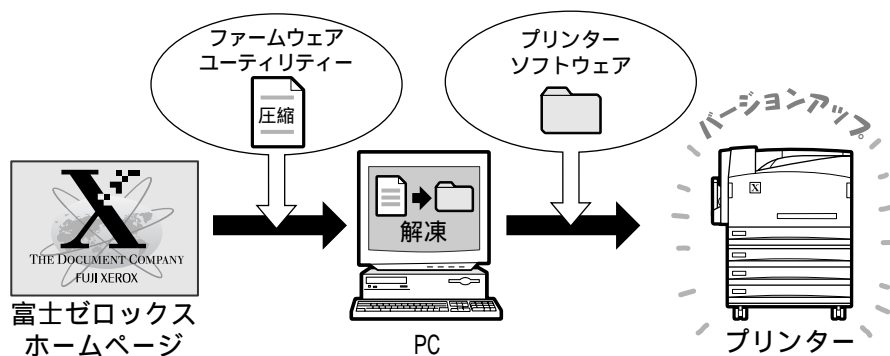 ファームウェア
ユーティリティー
圧縮
プリンター
ソフトウェア
バージョンアップ
X
THE DOCUMENT COMPANY
FUJI XEROX
富士ゼロックス
ホームページ
解凍
PC
X
プリンター